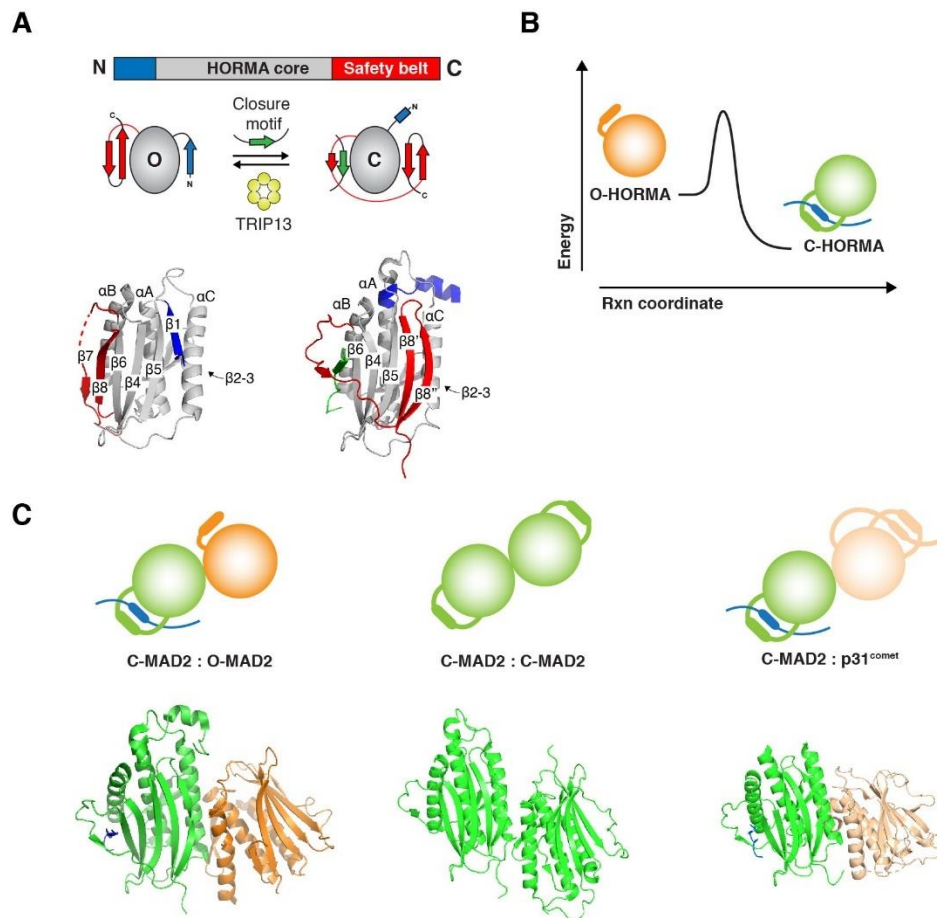 A
N
HORMA core
Safety belt
C
Closure
motif
C
O
N
N
C
C
TRIP13
αB
αA
αC
β1
β7
β6
β5
β8
β4
β2-3
αA
αB
αC
β8'
β6
β4
β5
β8"
β2-3
B
Energy
O-HORMA
C-HORMA
Rxn coordinate
C
C-MAD2 : O-MAD2
C-MAD2 : C-MAD2
C-MAD2 : p31comet